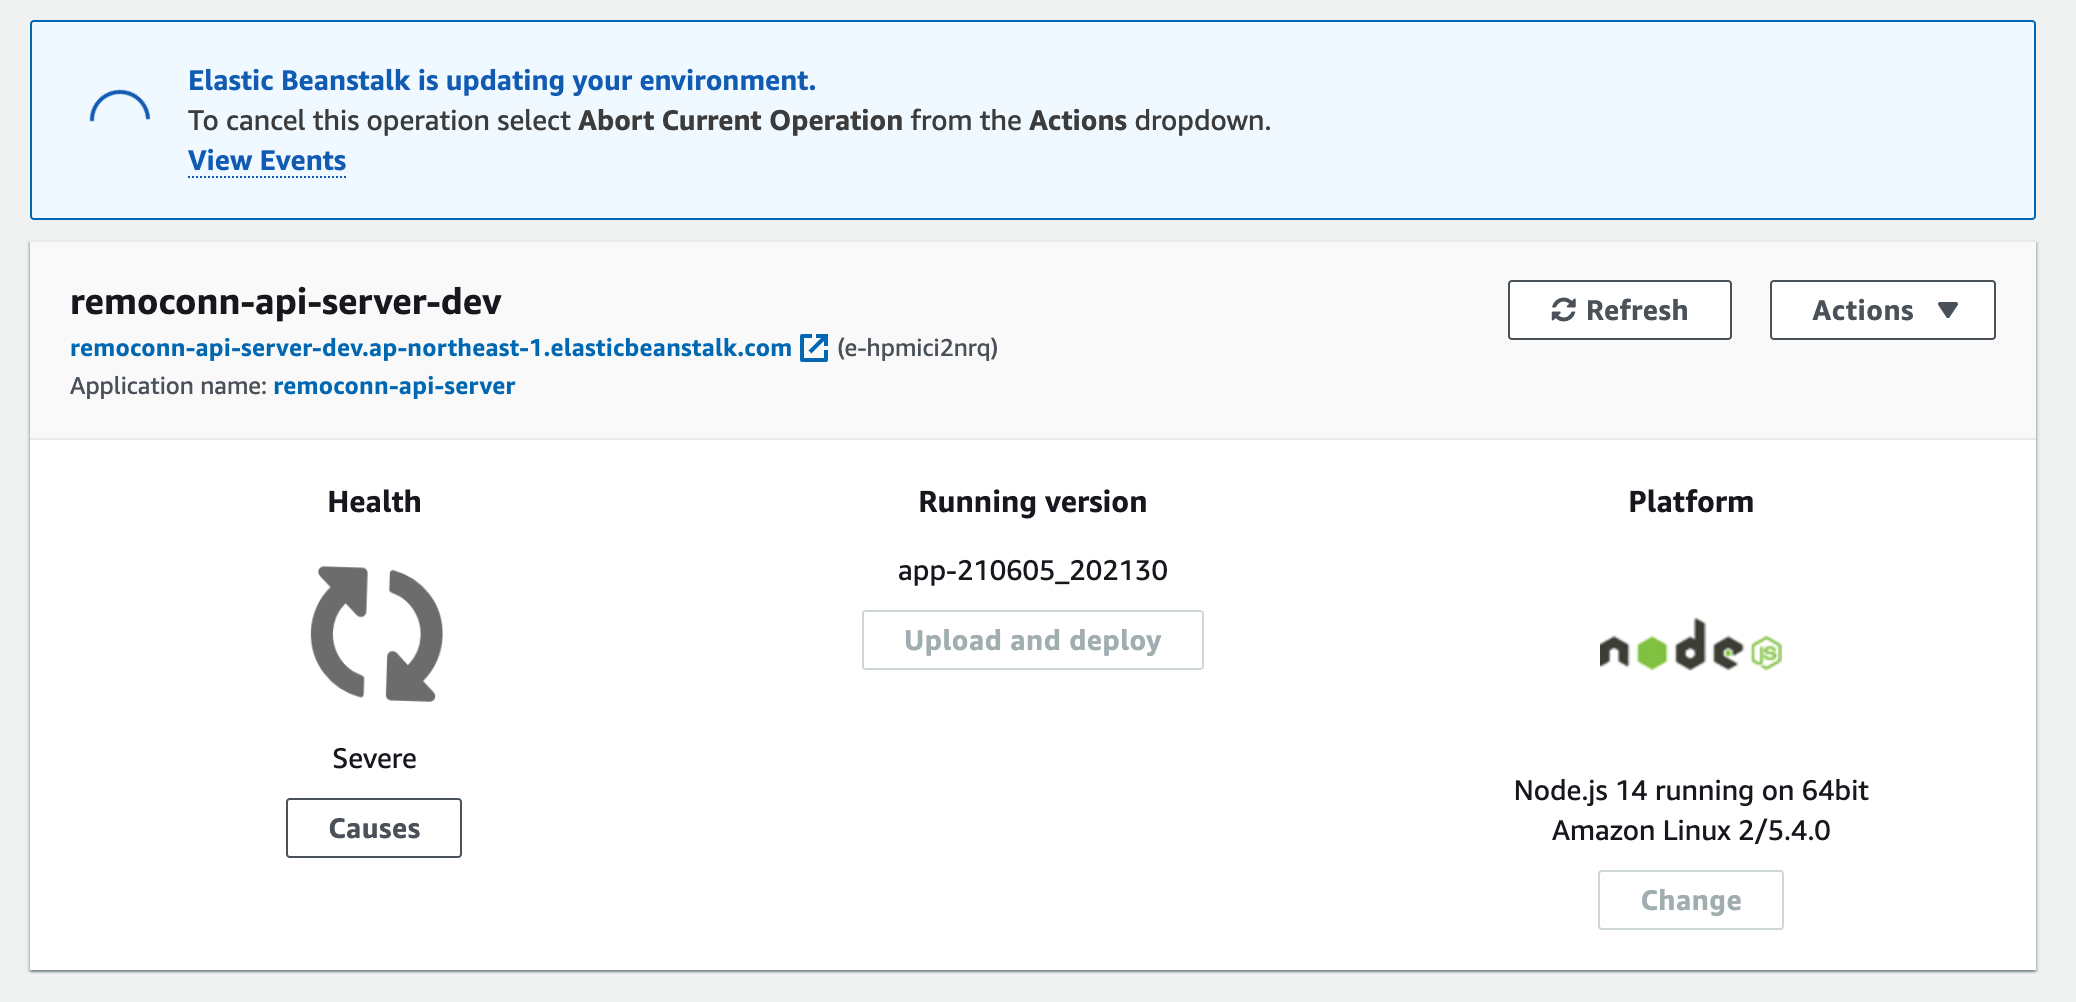 Elastic Beanstalk is updating your environment.
To cancel this operation select Abort Current Operation from the Actions dropdown.
View Events
remoconn-api-server-dev
remoconn-api-server-dev.ap-northeast-1.elasticbeanstalk.com (e-hpmici2nrq)
Application name: remoconn-api-server
Refresh
Actions
Health
Severe
Causes
Running version
app-210605_202130
Upload and deploy
Platform
node JS
Node.js 14 running on 64bit
Amazon Linux 2/5.4.0
Change